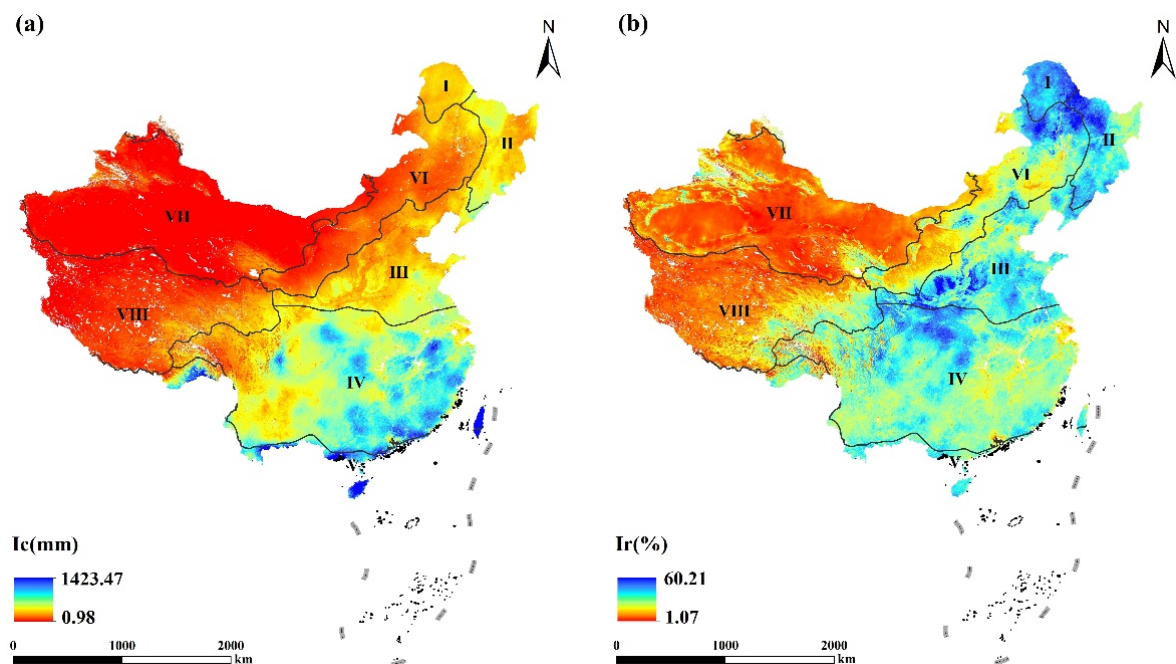 (a)
N
I
II
VI
VII
III
VIII
IV
V
Ic(mm)
1423.47
0.98
0 1000 2000
km
(b)
N
I
II
VI
VII
III
VIII
IV
V
Ir(%)
60.21
1.07
0 1000 2000
km